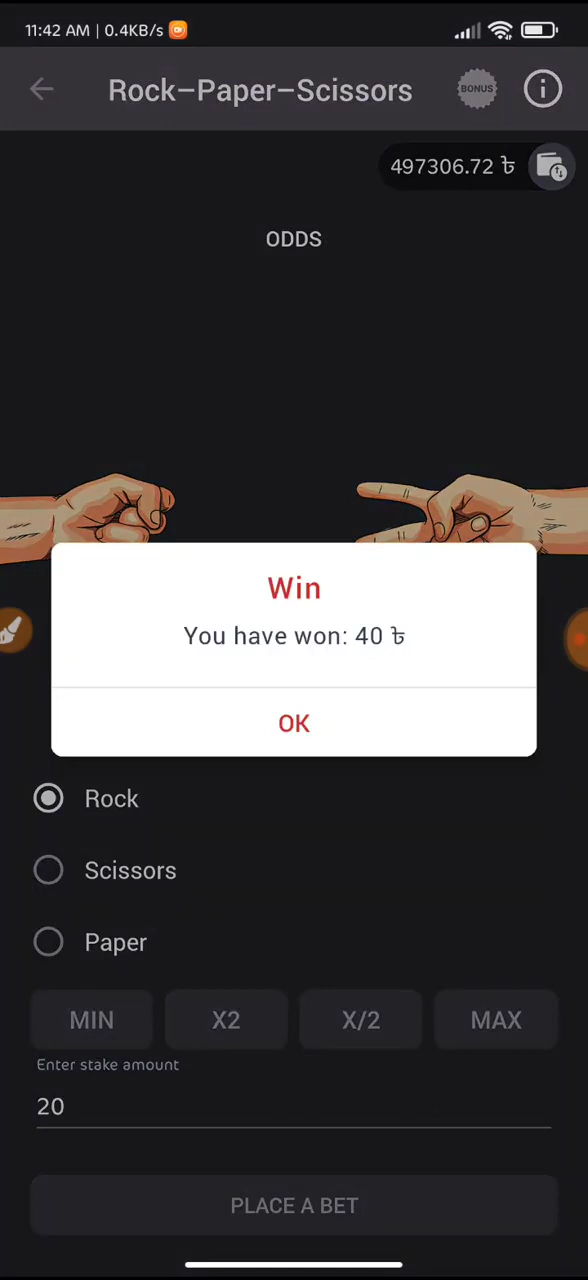 11:42 AM | 0.4KB/s
Rock–Paper–Scissors
BONUS
497306.72 ৳
ODDS
Win
You have won: 40 ৳
OK
Rock
Scissors
Paper
MIN X2 X/2 MAX
Enter stake amount
20
PLACE A BET